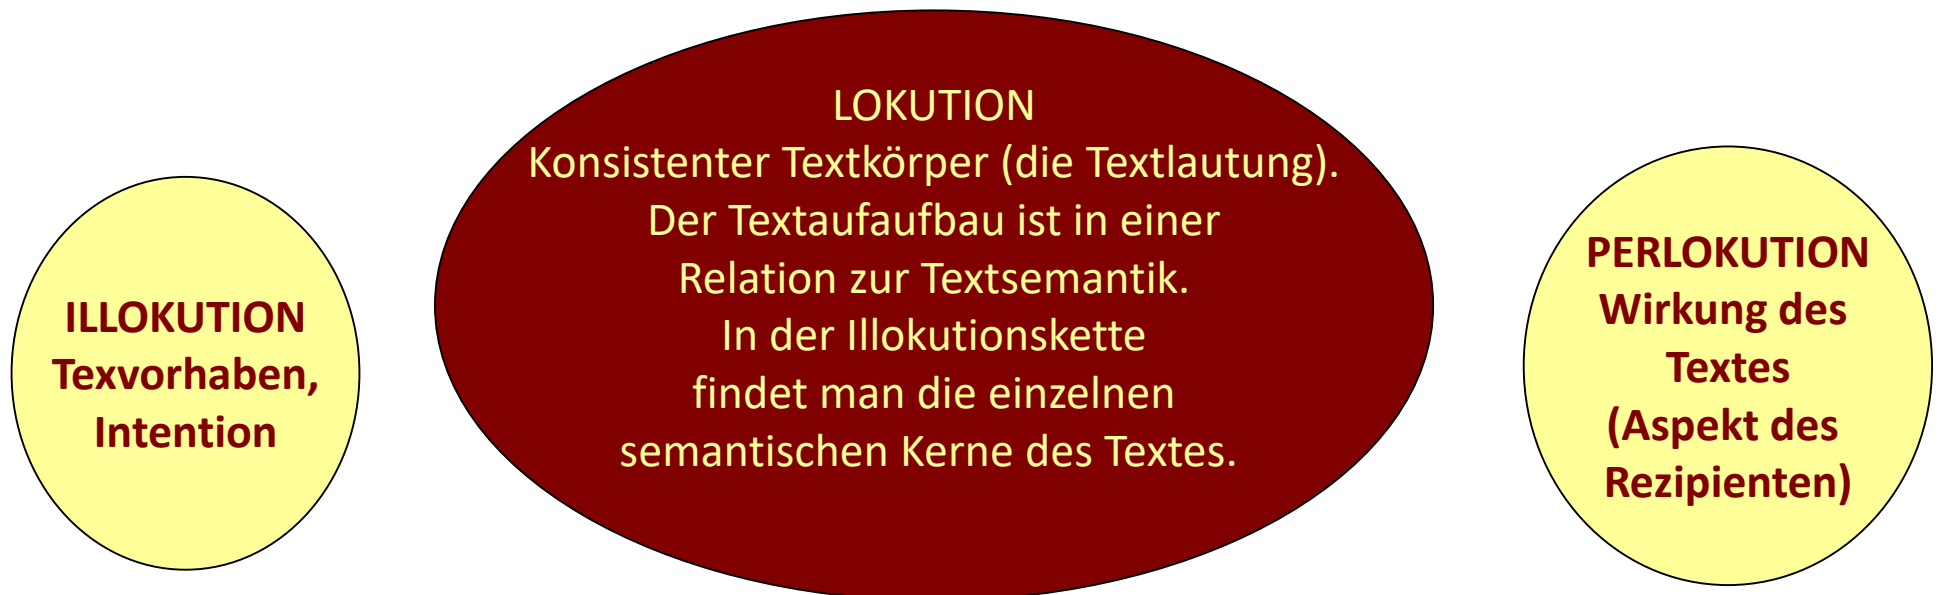 ILLOKUTION
Texvorhaben,
Intention
LOKUTION
Konsistenter Textkörper (die Textlautung).
Der Textaufaufbau ist in einer
Relation zur Textsemantik.
In der Illokutionskette
findet man die einzelnen
semantischen Kerne des Textes.
PERLOKUTION
Wirkung des
Textes
(Aspekt des
Rezipienten)